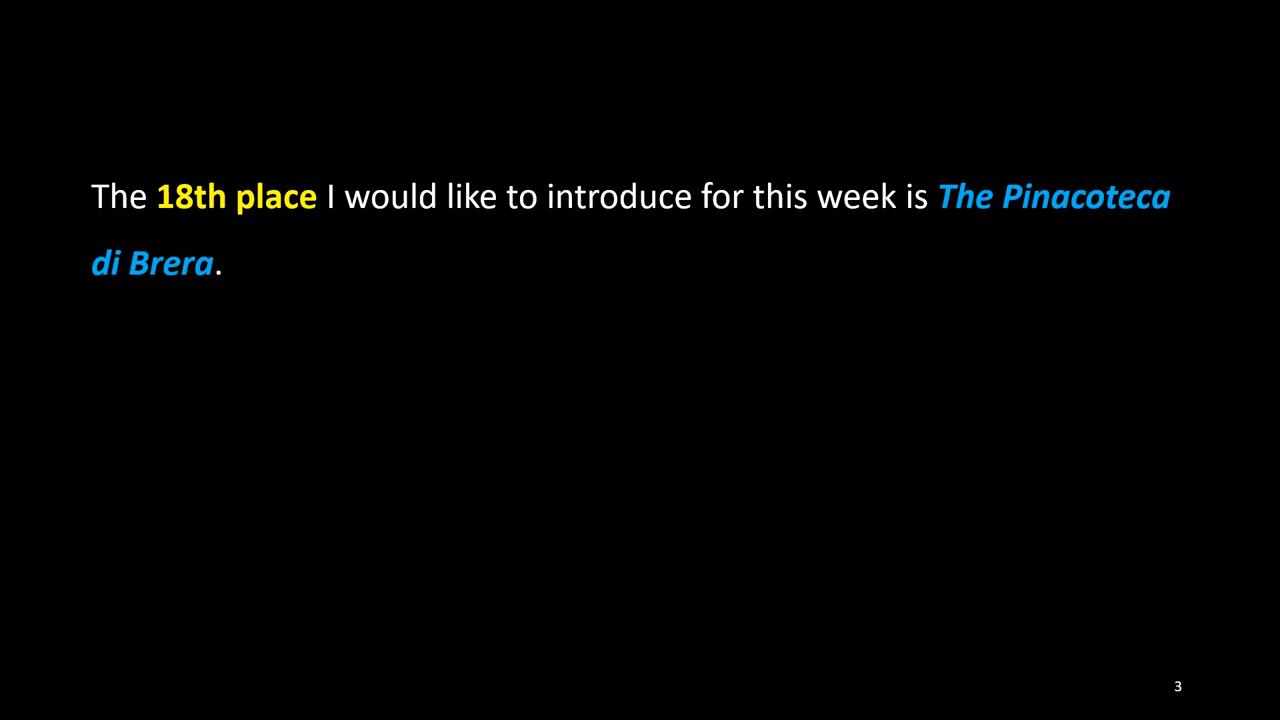 The 18th place I would like to introduce for this week is The Pinacoteca
di Brera.
3